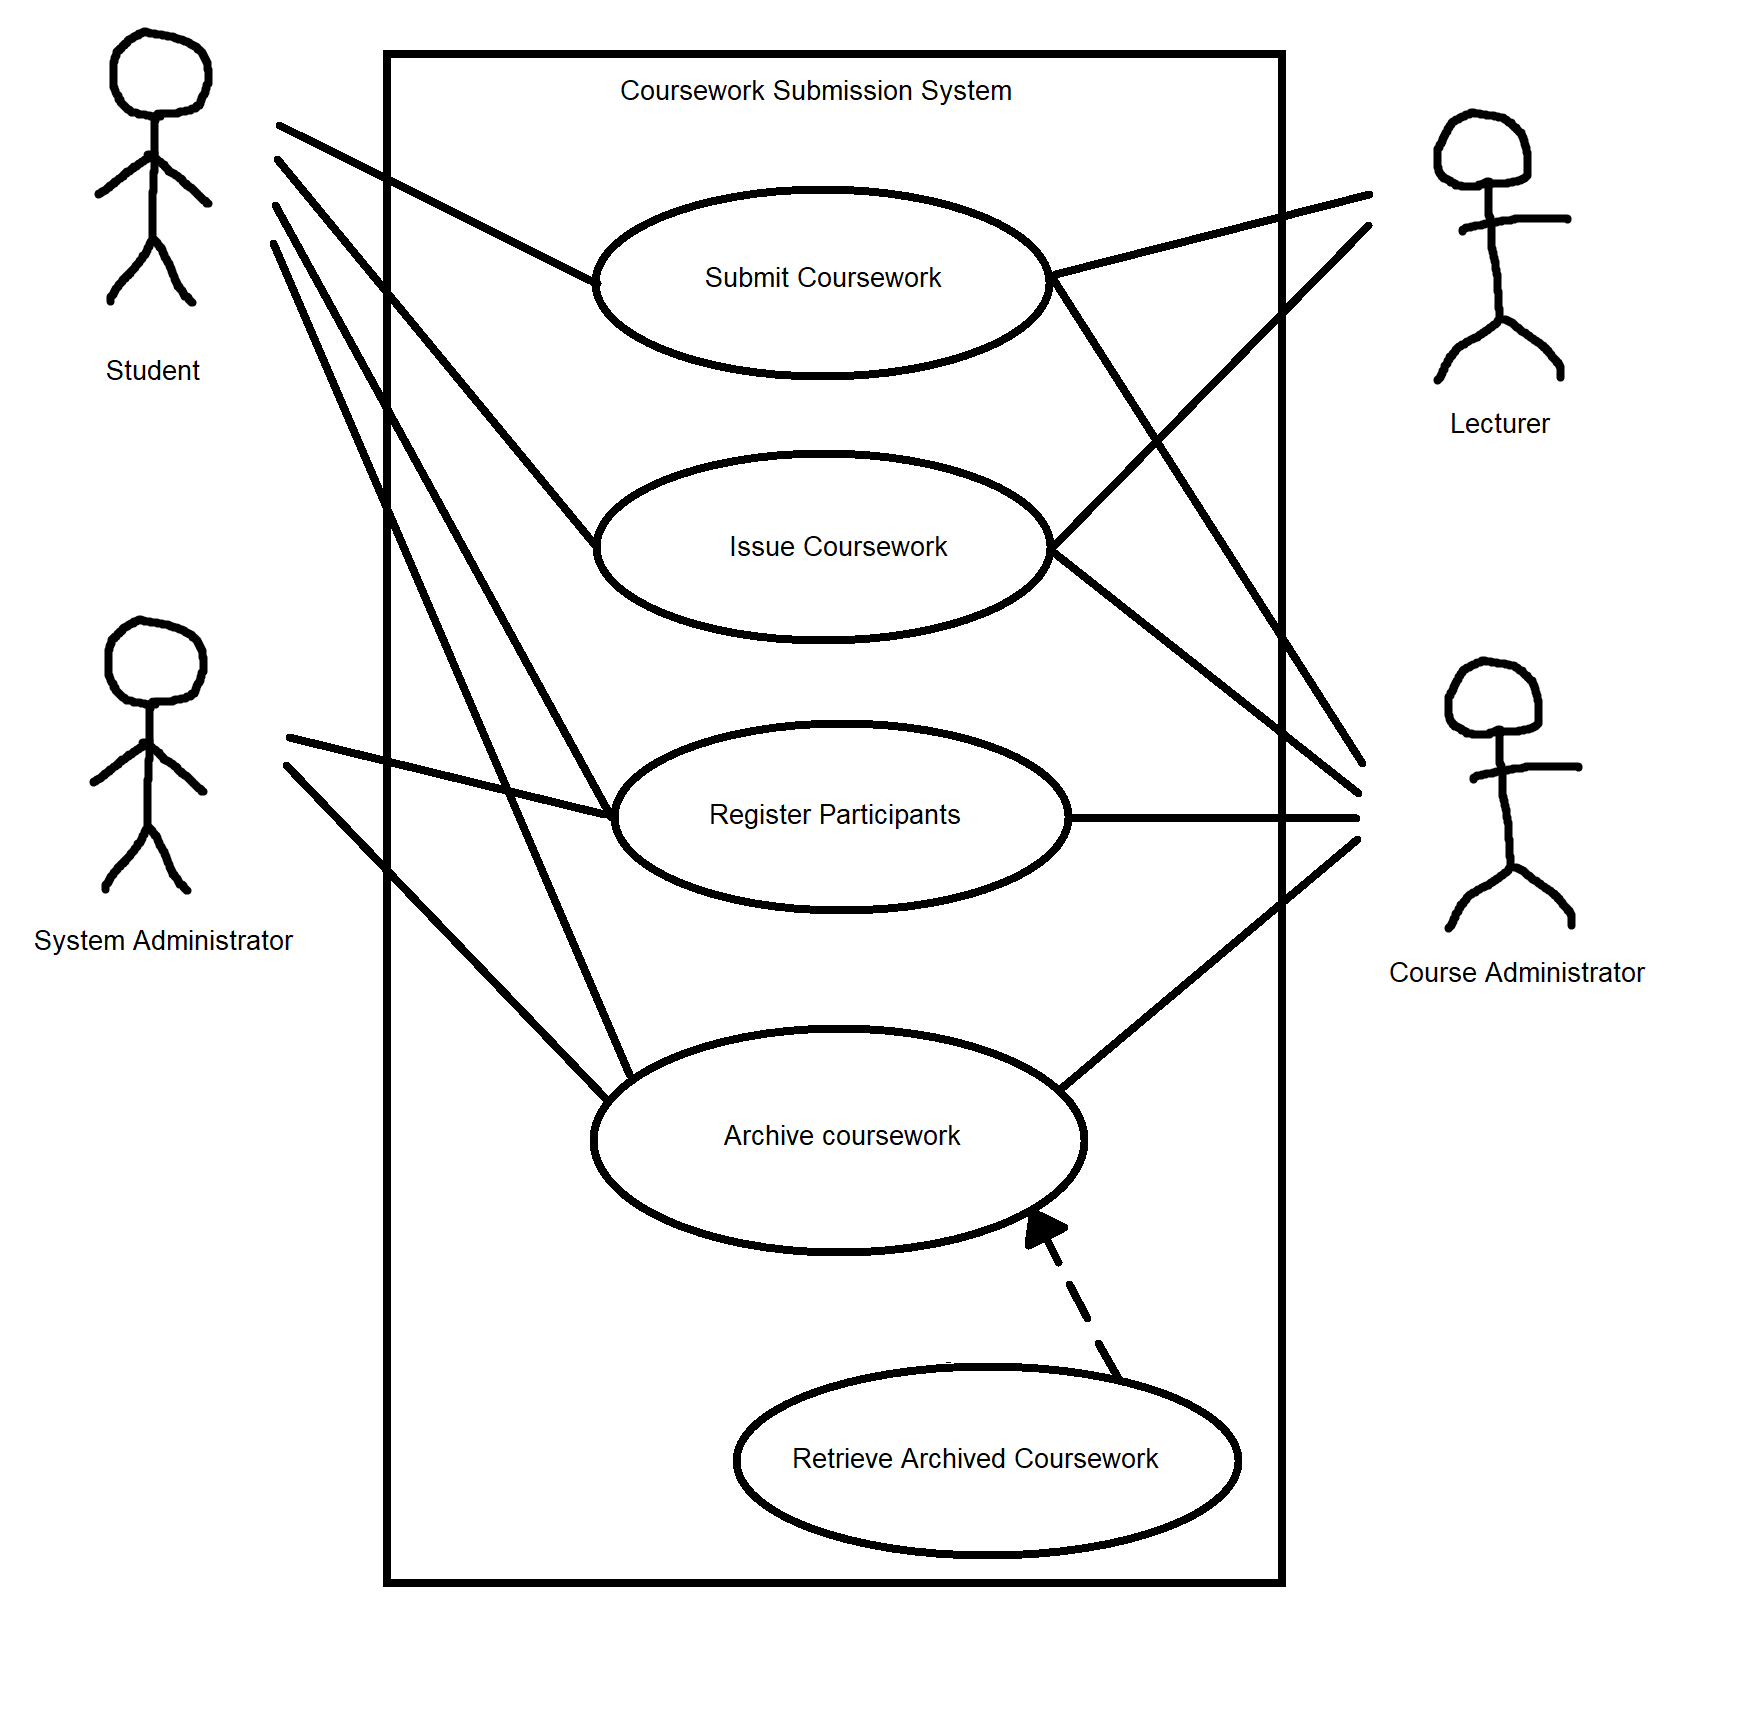 Coursework Submission System
Submit Coursework
Student
Lecturer
Issue Coursework
Register Participants
System Administrator
Course Administrator
Archive coursework
Retrieve Archived Coursework